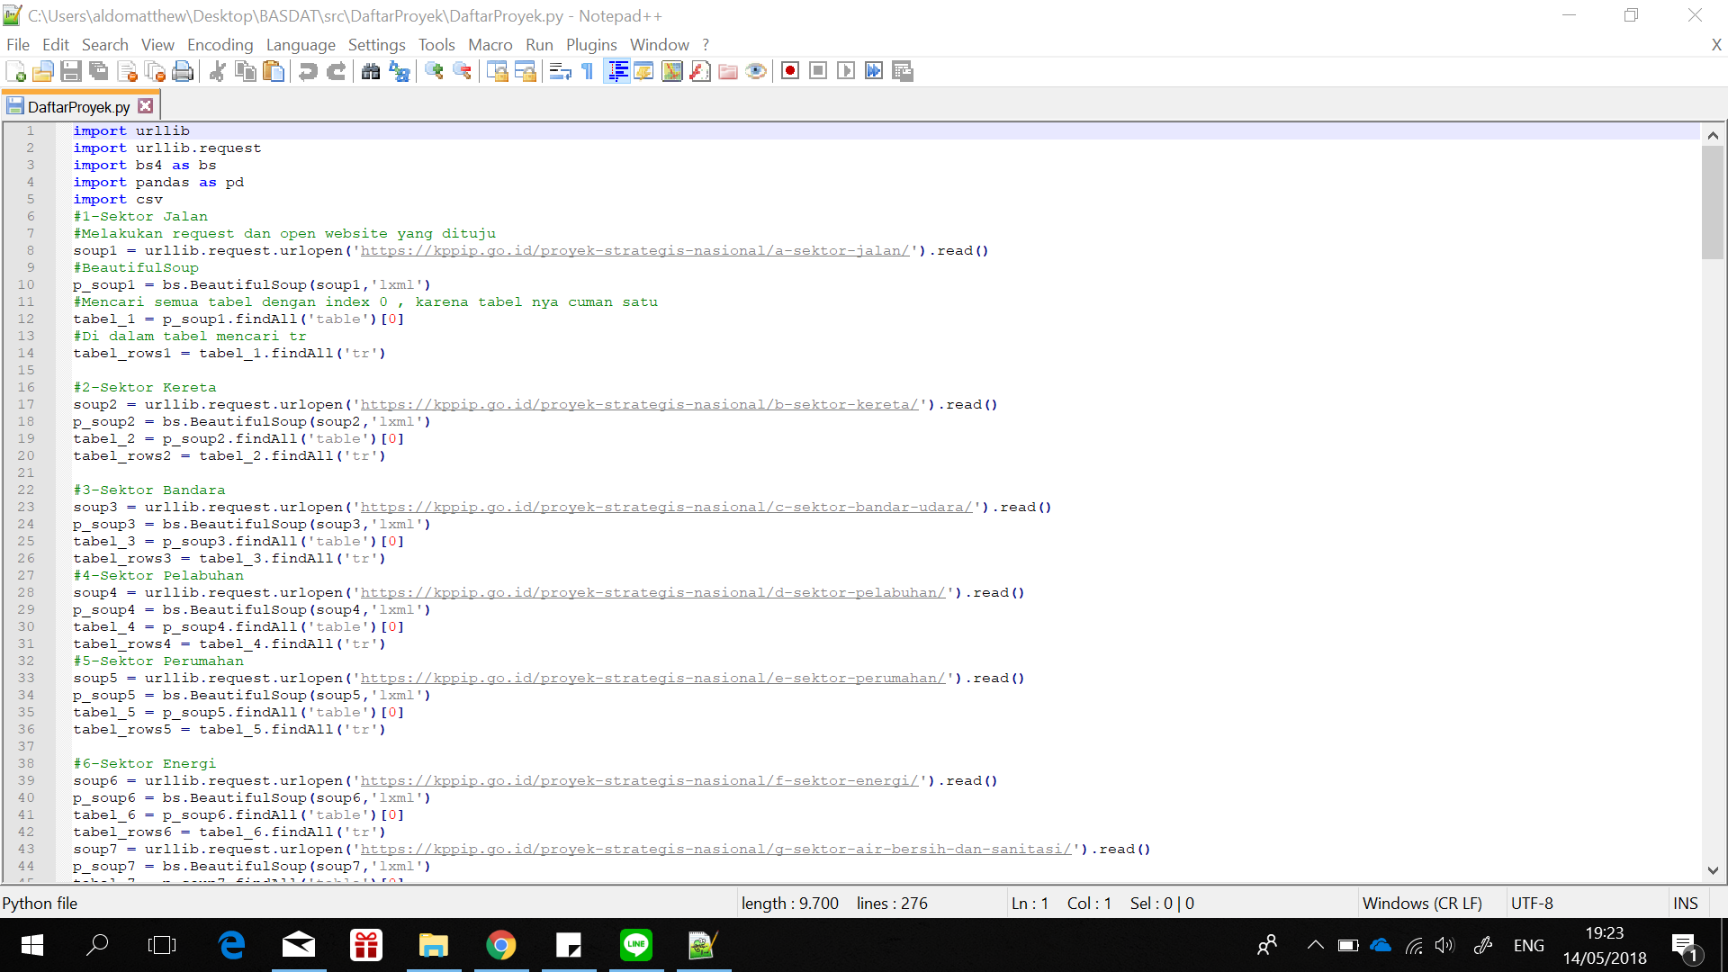 C:\Users\aldomatthew\Desktop\BASDAT\src\DaftarProyek\DaftarProyek.py - Notepad++
File Edit Search View Encoding Language Settings Tools Macro Run Plugins Window ? X
DaftarProyek.py
1 import urllib
2 import urllib.request
3 import bs4 as bs
4 import pandas as pd
5 import csv
6 #1-Sektor Jalan
7 #Melakukan request dan open website yang dituju
8 soup1 = urllib.request.urlopen('https://kppip.go.id/proyek-strategis-nasional/a-sektor-jalan/').read()
9 #BeautifulSoup
10 p_soup1 = bs.BeautifulSoup(soup1,'lxml')
11 #Mencari semua tabel dengan index 0 , karena tabel nya cuman satu
12 tabel_1 = p_soup1.findAll('table')[0]
13 #Di dalam tabel mencari tr
14 tabel_rows1 = tabel_1.findAll('tr')
15
16 #2-Sektor Kereta
17 soup2 = urllib.request.urlopen('https://kppip.go.id/proyek-strategis-nasional/b-sektor-kereta/').read()
18 p_soup2 = bs.BeautifulSoup(soup2,'lxml')
19 tabel_2 = p_soup2.findAll('table')[0]
20 tabel_rows2 = tabel_2.findAll('tr')
21
22 #3-Sektor Bandara
23 soup3 = urllib.request.urlopen('https://kppip.go.id/proyek-strategis-nasional/c-sektor-bandar-udara/').read()
24 p_soup3 = bs.BeautifulSoup(soup3,'lxml')
25 tabel_3 = p_soup3.findAll('table')[0]
26 tabel_rows3 = tabel_3.findAll('tr')
27 #4-Sektor Pelabuhan
28 soup4 = urllib.request.urlopen('https://kppip.go.id/proyek-strategis-nasional/d-sektor-pelabuhan/').read()
29 p_soup4 = bs.BeautifulSoup(soup4,'lxml')
30 tabel_4 = p_soup4.findAll('table')[0]
31 tabel_rows4 = tabel_4.findAll('tr')
32 #5-Sektor Perumahan
33 soup5 = urllib.request.urlopen('https://kppip.go.id/proyek-strategis-nasional/e-sektor-perumahan/').read()
34 p_soup5 = bs.BeautifulSoup(soup5,'lxml')
35 tabel_5 = p_soup5.findAll('table')[0]
36 tabel_rows5 = tabel_5.findAll('tr')
37
38 #6-Sektor Energi
39 soup6 = urllib.request.urlopen('https://kppip.go.id/proyek-strategis-nasional/f-sektor-energi/').read()
40 p_soup6 = bs.BeautifulSoup(soup6,'lxml')
41 tabel_6 = p_soup6.findAll('table')[0]
42 tabel_rows6 = tabel_6.findAll('tr')
43 soup7 = urllib.request.urlopen('https://kppip.go.id/proyek-strategis-nasional/g-sektor-air-bersih-dan-sanitasi/').read()
44 p_soup7 = bs.BeautifulSoup(soup7,'lxml')
Python file length : 9.700 lines : 276 Ln : 1 Col : 1 Sel : 0 | 0 Windows (CR LF) UTF-8 INS
LINE
ENG
19:23
14/05/2018
1